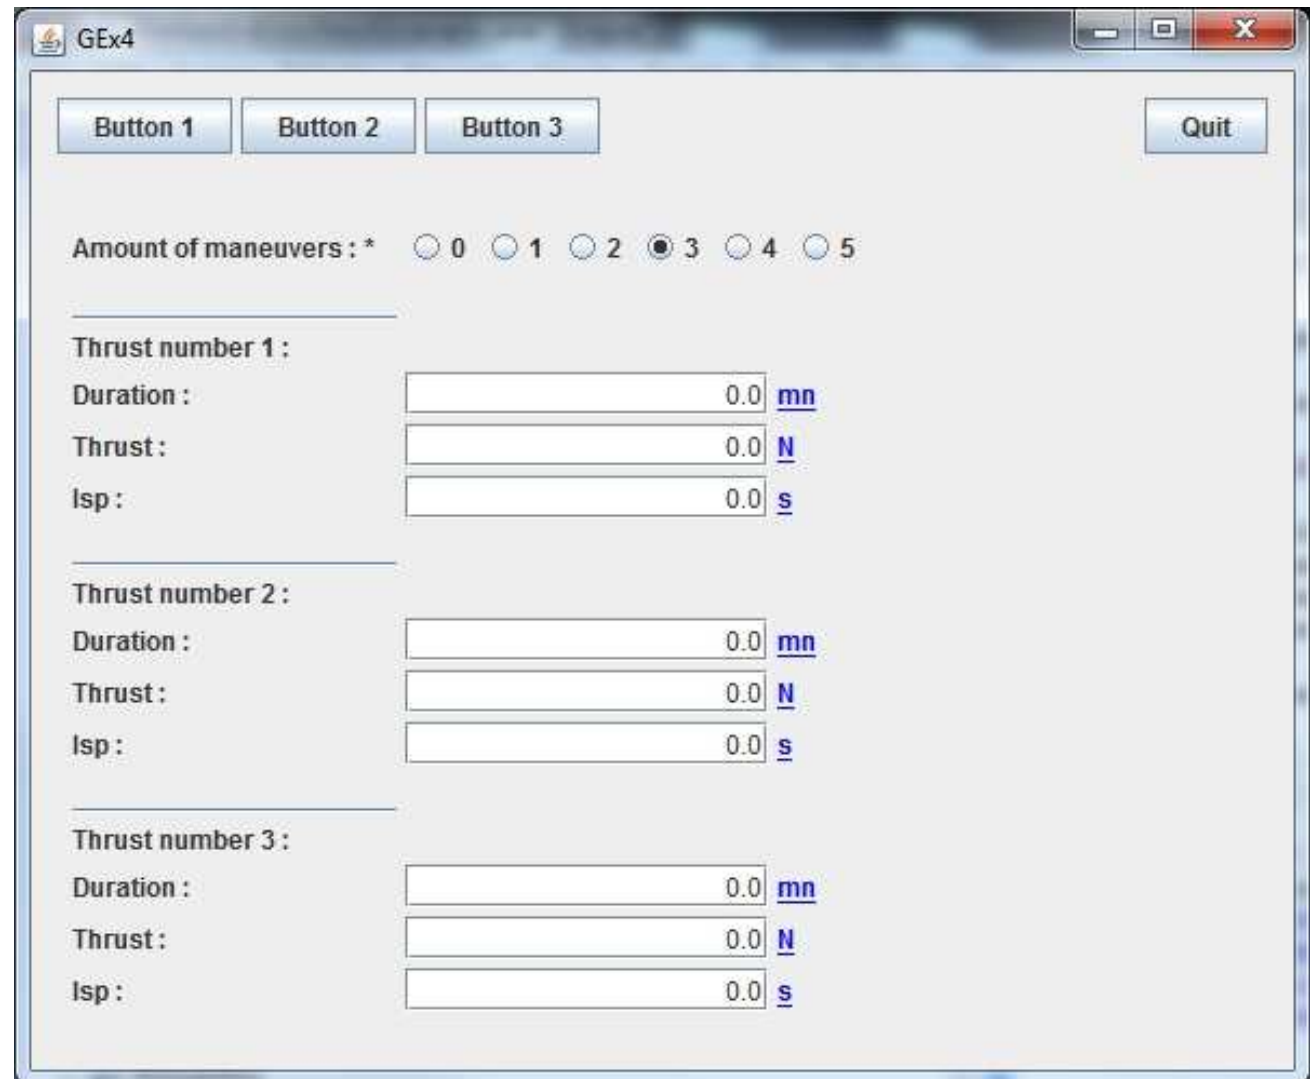 GEx4
Button 1 Button 2 Button 3 Quit
Amount of maneuvers : * 0 1 2 3 4 5
Thrust number 1 :
Duration : 0.0 mn
Thrust : 0.0 N
Isp : 0.0 s
Thrust number 2 :
Duration : 0.0 mn
Thrust : 0.0 N
Isp : 0.0 s
Thrust number 3 :
Duration : 0.0 mn
Thrust : 0.0 N
Isp : 0.0 s